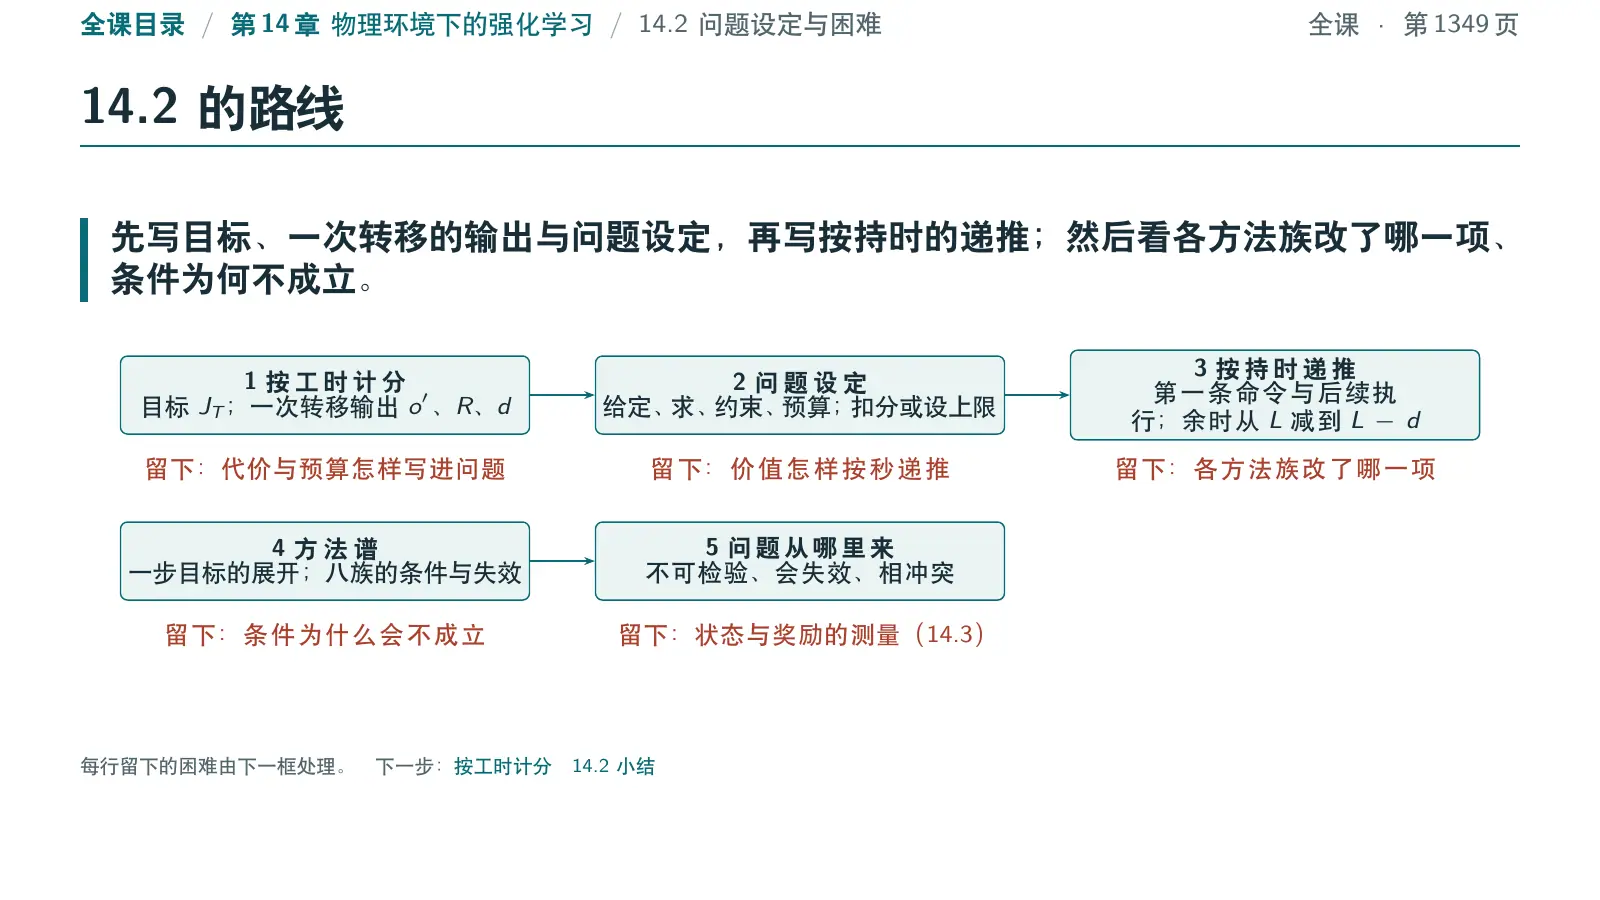 全课目录 / 第 14 章 物理环境下的强化学习 / 14.2 问题设定与困难
全课 · 第 1349 页
14.2 的路线
先写目标、一次转移的输出与问题设定，再写按持时的递推；然后看各方法族改了哪一项、
条件为何不成立。
1 按工时计分
目标 J_T；一次转移输出 o′、R、d
留下：代价与预算怎样写进问题
2 问题设定
给定、求、约束、预算；扣分或设上限
留下：价值怎样按秒递推
3 按持时递推
第一条命令与后续执
行；余时从 L 减到 L − d
留下：各方法族改了哪一项
4 方法谱
一步目标的展开；八族的条件与失效
留下：条件为什么会不成立
5 问题从哪里来
不可检验、会失效、相冲突
留下：状态与奖励的测量（14.3）
每行留下的困难由下一框处理。 下一步：按工时计分 14.2 小结